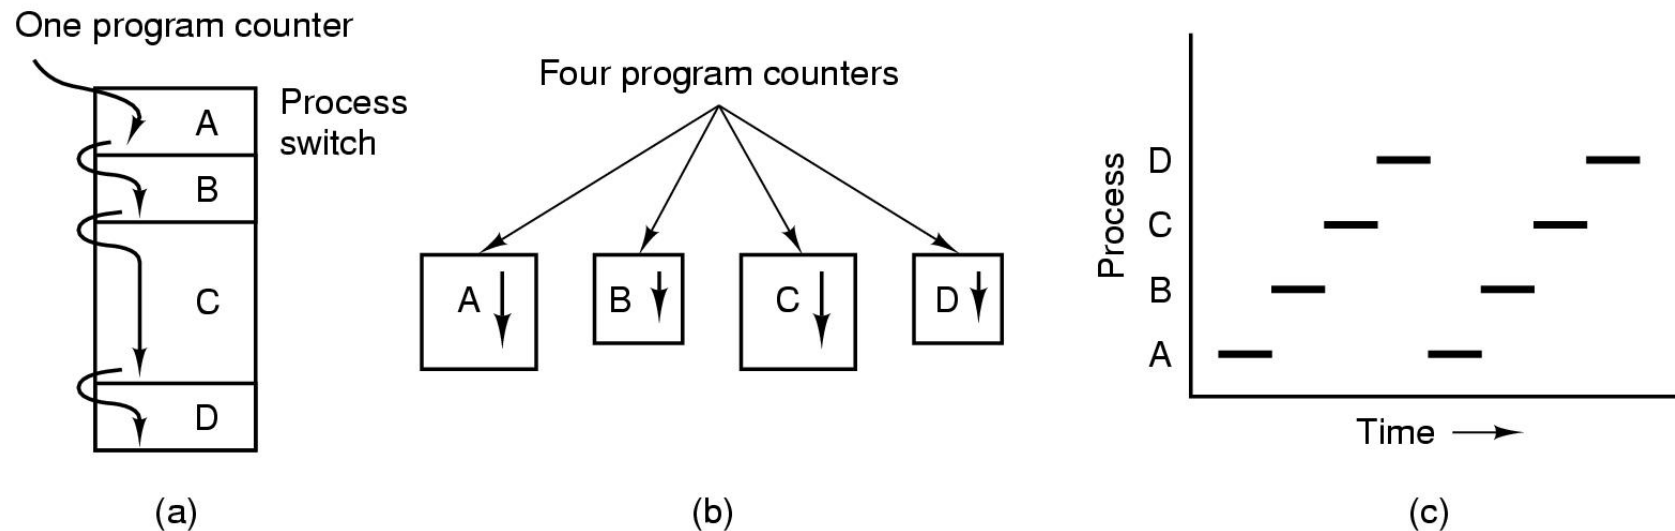 One program counter
A
Process
switch
B
C
D
(a)
Four program counters
A
B
C
D
(b)
Process
D
C
B
A
Time
(c)